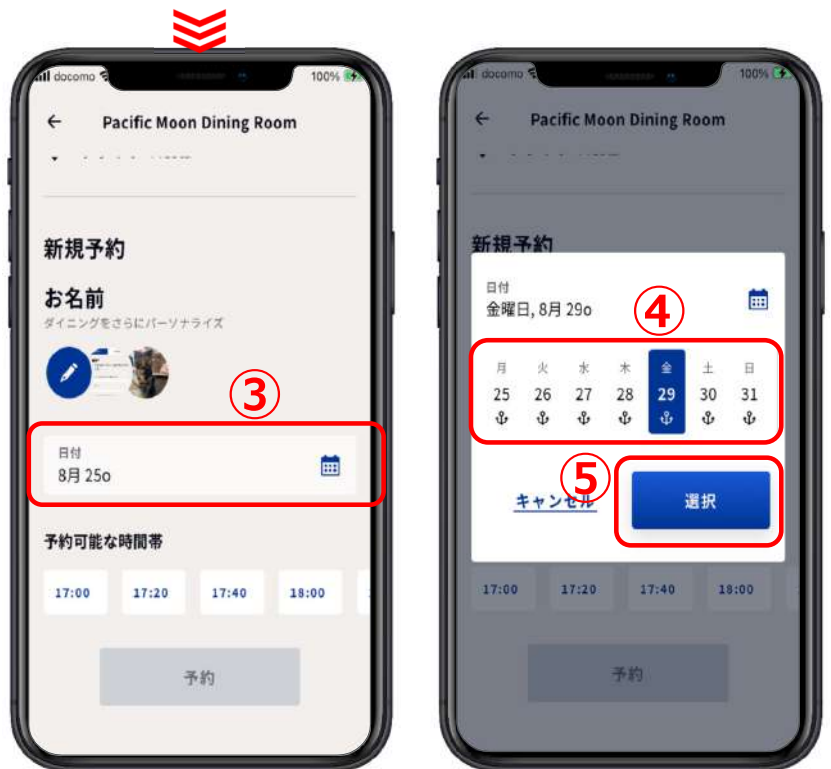 docomo
100%
← Pacific Moon Dining Room
新規予約
お名前
ダイニングをさらにパーソナライズ
③
日付
8月 25o
予約可能な時間帯
17:00 17:20 17:40 18:00
予約
docomo
100%
← Pacific Moon Dining Room
新規予約
日付
金曜日, 8月 29o
④
月 火 水 木 金 土 日
25 26 27 28 29 30 31
⑤
キャンセル 選択
17:00 17:20 17:40 18:00
予約